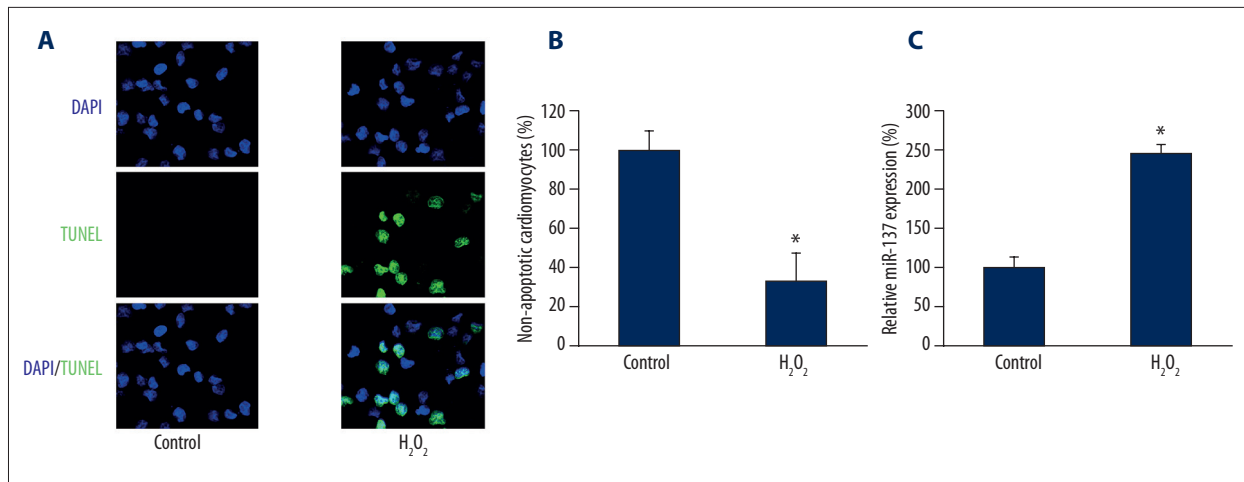 A
DAPI
TUNEL
DAPI/TUNEL
Control
H₂O₂
B
Non-apoptotic cardiomyocytes (%)
120
100
80
60
40
20
0
*
Control
H₂O₂
C
Relative miR-137 expression (%)
300
250
200
150
100
50
0
*
Control
H₂O₂